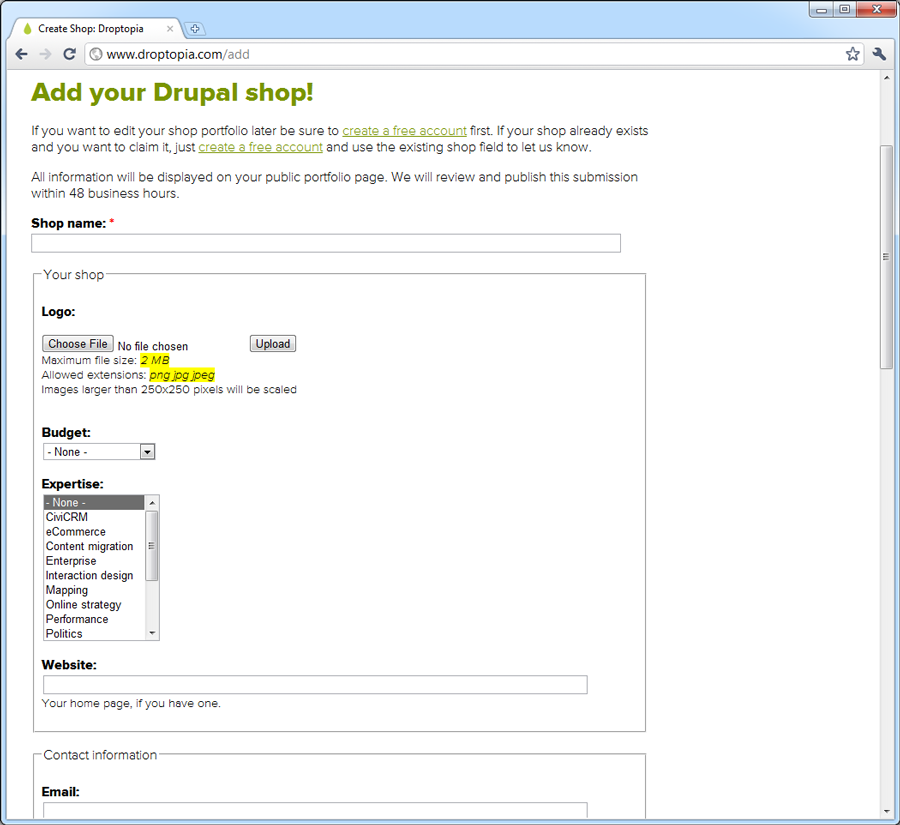 Create Shop: Droptopia
www.droptopia.com/add
Add your Drupal shop!
If you want to edit your shop portfolio later be sure to create a free account first. If your shop already exists
and you want to claim it, just create a free account and use the existing shop field to let us know.
All information will be displayed on your public portfolio page. We will review and publish this submission
within 48 business hours.
Shop name: *
Your shop
Logo:
Choose File No file chosen Upload
Maximum file size: 2 MB
Allowed extensions: png jpg jpeg
Images larger than 250x250 pixels will be scaled
Budget:
- None -
Expertise:
- None -
CiviCRM
eCommerce
Content migration
Enterprise
Interaction design
Mapping
Online strategy
Performance
Politics
Website:
Your home page, if you have one.
Contact information
Email: